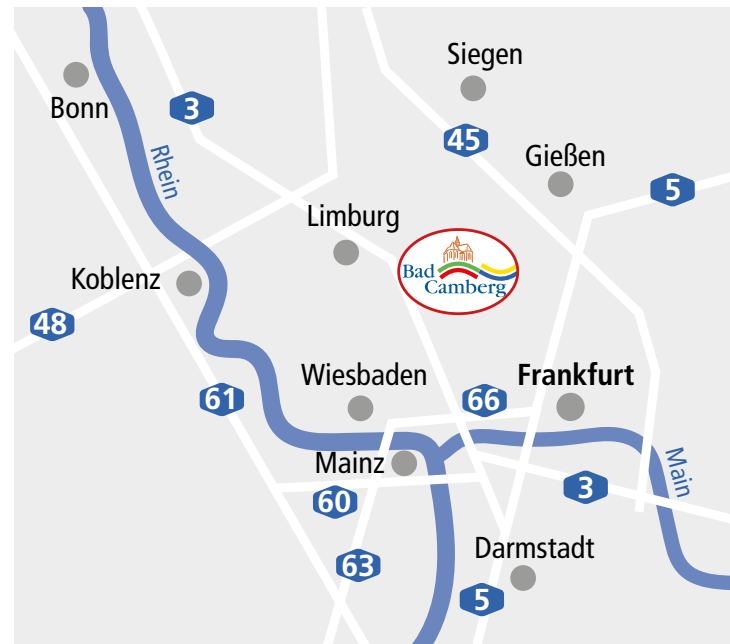 Siegen
Bonn
3
45
Gießen
Rhein
5
Limburg
Bad
Camberg
Koblenz
48
Wiesbaden
66
Frankfurt
61
Mainz
Main
60
3
63
Darmstadt
5